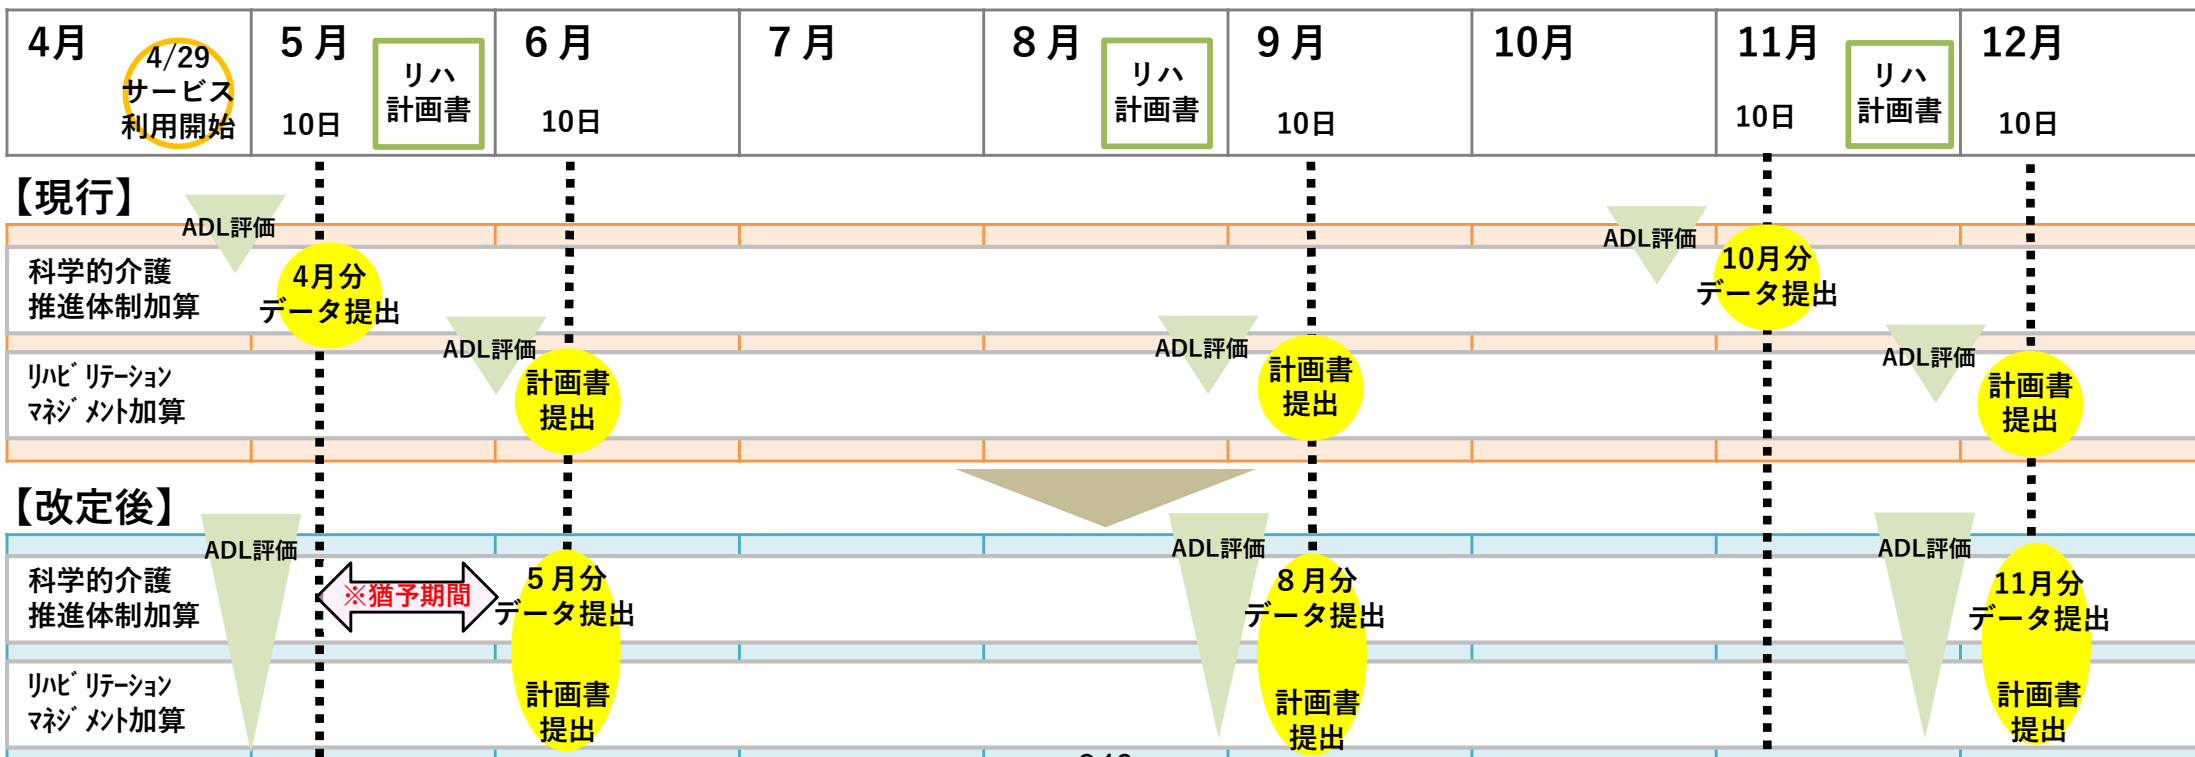 4月
4/29
サービス
利用開始
5月
10日
リハ
計画書
6月
10日
7月
8月
リハ
計画書
9月
10日
10月
11月
10日
リハ
計画書
12月
10日
【現行】
ADL評価
ADL評価
科学的介護
推進体制加算
4月分
データ提出
10月分
データ提出
ADL評価
ADL評価
ADL評価
リハビリテーション
マネジメント加算
計画書
提出
計画書
提出
計画書
提出
【改定後】
ADL評価
ADL評価
ADL評価
科学的介護
推進体制加算
※猶予期間
5月分
データ提出
8月分
データ提出
11月分
データ提出
リハビリテーション
マネジメント加算
計画書
提出
計画書
提出
計画書
提出